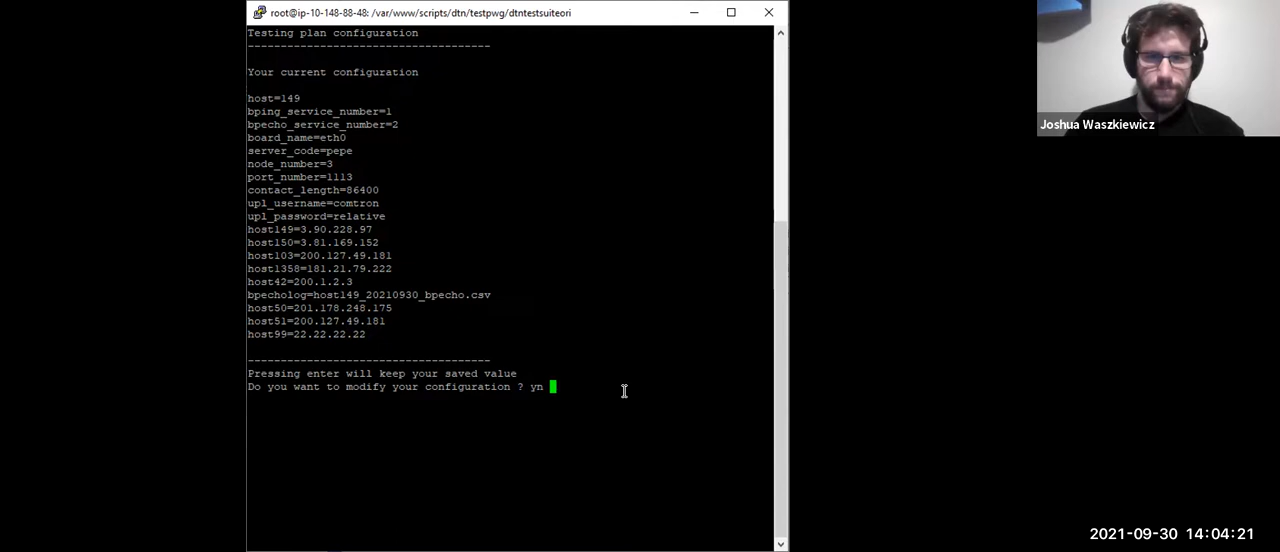 root@ip-10-148-88-48: /var/www/scripts/dtn/testpwg/dtntestsuiteori
Testing plan configuration
-------------------------------------
Your current configuration
host=149
bping_service_number=1
bpecho_service_number=2
board_name=eth0
server_code=pepe
node_number=3
port_number=1113
contact_length=86400
upl_username=comtron
upl_password=relative
host149=3.90.228.97
host150=3.81.169.152
host103=200.127.49.181
host1358=181.21.79.222
host42=200.1.2.3
bpecholog=host149_20210930_bpecho.csv
host50=201.178.248.175
host51=200.127.49.181
host99=22.22.22.22
-------------------------------------
Pressing enter will keep your saved value
Do you want to modify your configuration ? yn
Joshua Waszkiewicz
2021-09-30 14:04:21